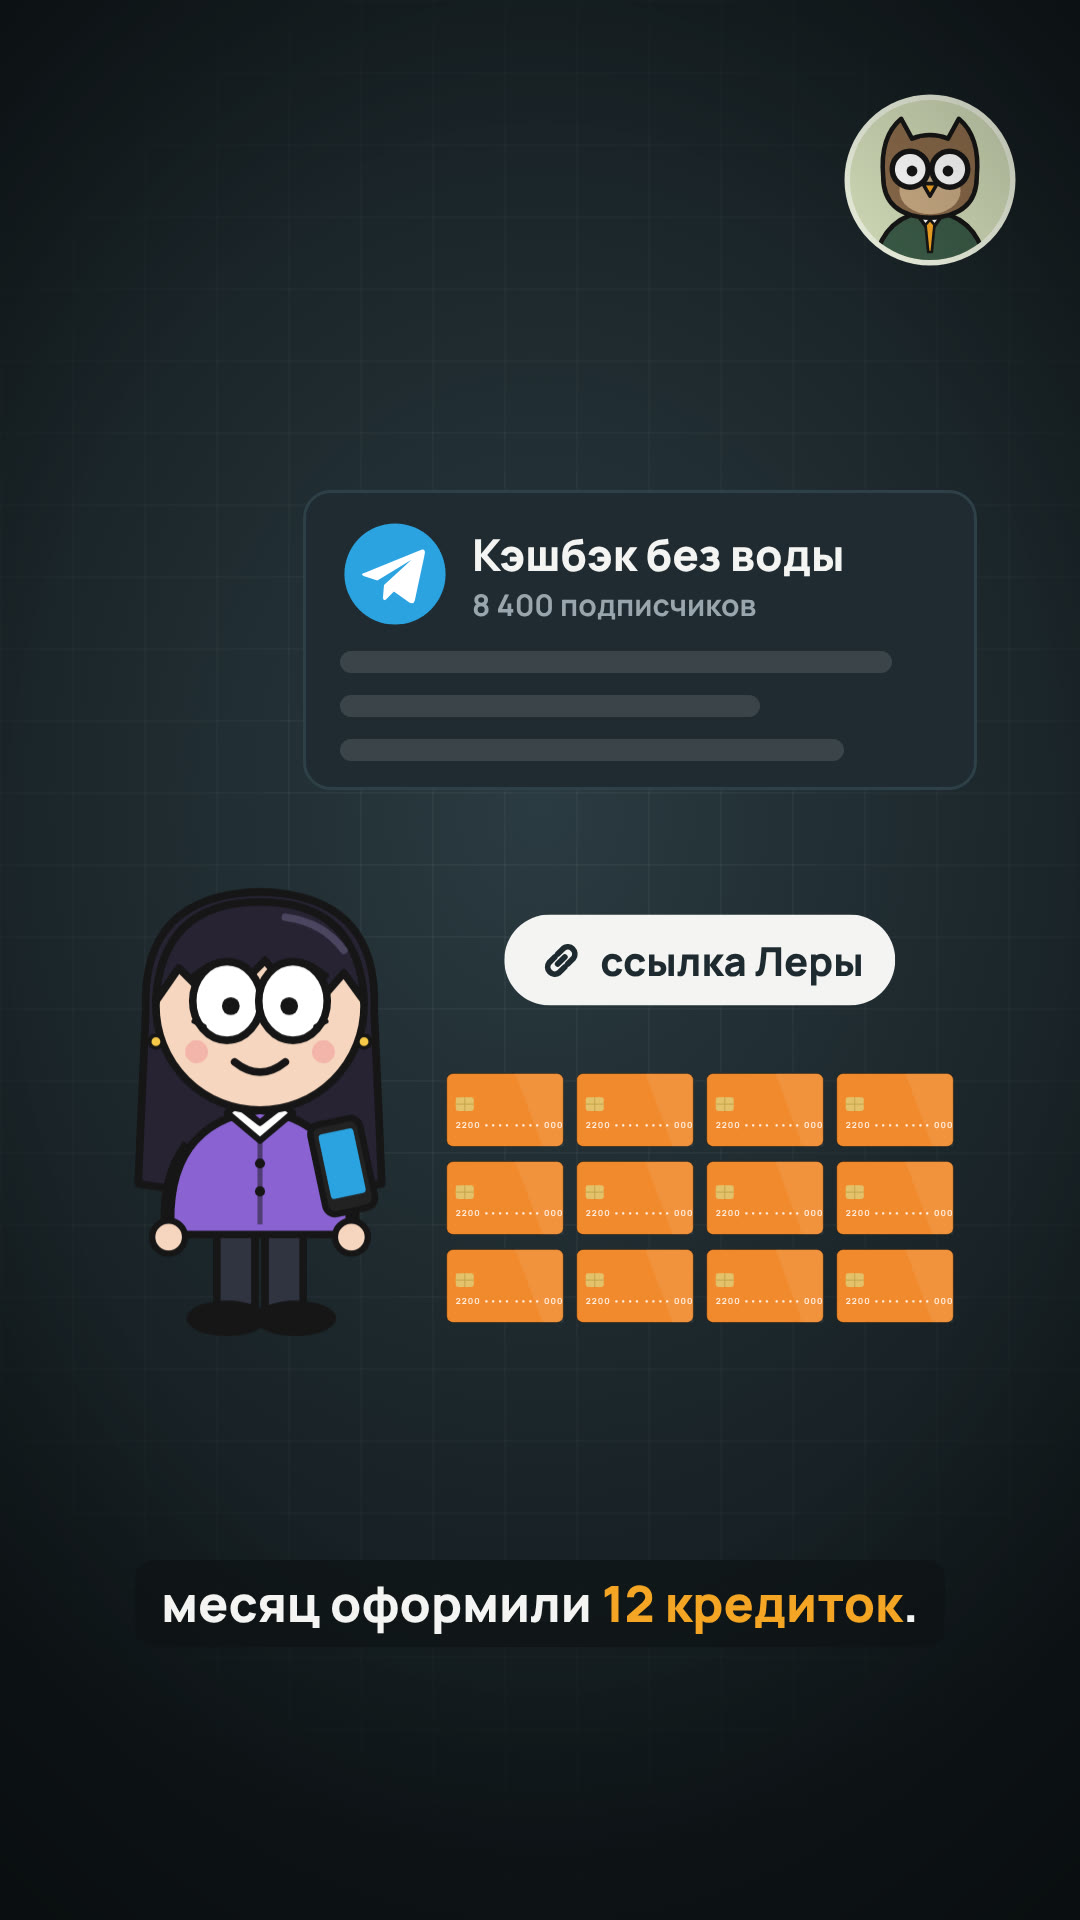 Кэшбэк без воды
8 400 подписчиков
ссылка Леры
2200 •••• •••• 000 2200 •••• •••• 000 2200 •••• •••• 000 2200 •••• •••• 000
2200 •••• •••• 000 2200 •••• •••• 000 2200 •••• •••• 000 2200 •••• •••• 000
2200 •••• •••• 000 2200 •••• •••• 000 2200 •••• •••• 000 2200 •••• •••• 000
месяц оформили 12 кредиток.